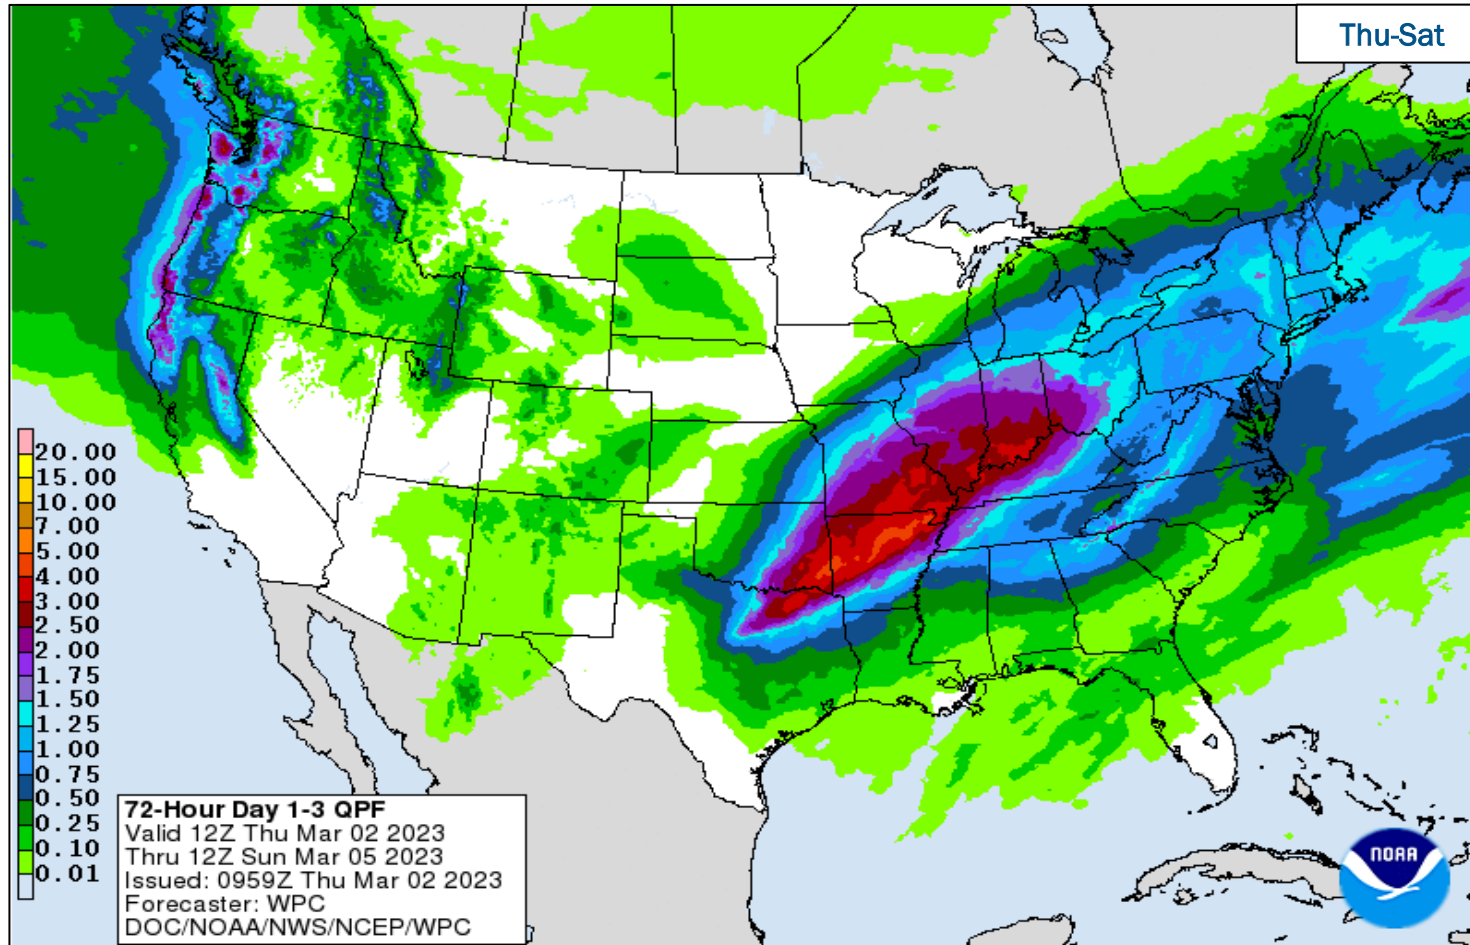 Thu-Sat
20.00
15.00
10.00
7.00
5.00
4.00
3.00
2.50
2.00
1.75
1.50
1.25
1.00
0.75
0.50
0.25
0.10
0.01
72-Hour Day 1-3 QPF
Valid 12Z Thu Mar 02 2023
Thru 12Z Sun Mar 05 2023
Issued: 0959Z Thu Mar 02 2023
Forecaster: WPC
DOC/NOAA/NWS/NCEP/WPC
NOAA